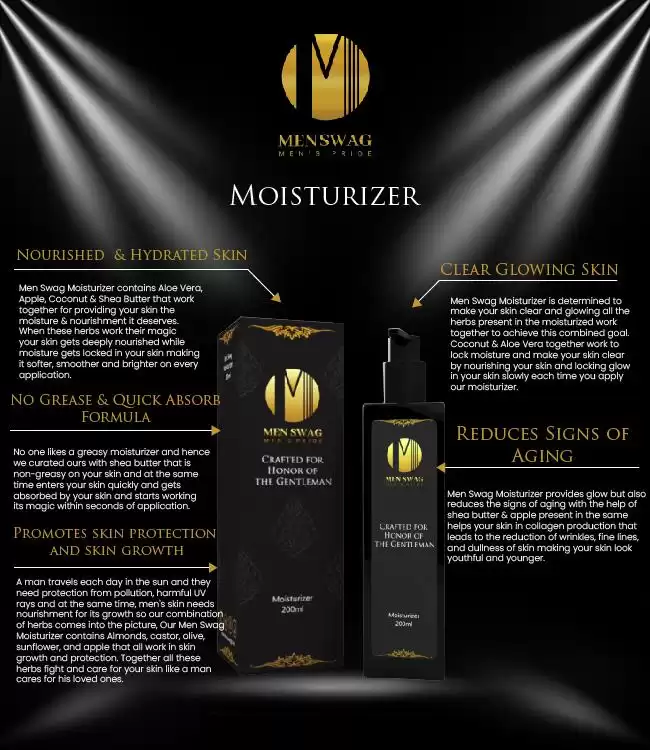 MENSWAG
MEN'S PRIDE
MOISTURIZER
NOURISHED & HYDRATED SKIN
Men Swag Moisturizer contains Aloe Vera,
Apple, Coconut & Shea Butter that work
together for providing your skin the
moisture & nourishment it deserves.
When these herbs work their magic
your skin gets deeply nourished while
moisture gets locked in your skin making
it softer, smoother and brighter on every
application.
NO GREASE & QUICK ABSORB
FORMULA
No one likes a greasy moisturizer and hence
we curated ours with shea butter that is
non-greasy on your skin and at the same
time enters your skin quickly and gets
absorbed by your skin and starts working
its magic within seconds of application.
PROMOTES SKIN PROTECTION
AND SKIN GROWTH
A man travels each day in the sun and they
need protection from pollution, harmful UV
rays and at the same time, men's skin needs
nourishment for its growth so our combination
of herbs comes into the picture, Our Men Swag
Moisturizer contains Almonds, castor, olive,
sunflower, and apple that all work in skin
growth and protection. Together all these
herbs fight and care for your skin like a man
cares for his loved ones.
CLEAR GLOWING SKIN
Men Swag Moisturizer is determined to
make your skin clear and glowing all the
herbs present in the moisturized work
together to achieve this combined goal.
Coconut & Aloe Vera together work to
lock moisture and make your skin clear
by nourishing your skin and locking glow
in your skin slowly each time you apply
our moisturizer.
REDUCES SIGNS OF
AGING
Men Swag Moisturizer provides glow but also
reduces the signs of aging with the help of
shea butter & apple present in the same
helps your skin in collagen production that
leads to the reduction of wrinkles, fine lines,
and dullness of skin making your skin look
youthful and younger.
MEN SWAG
MEN'S PRIDE
CRAFTED FOR
HONOR OF
THE GENTLEMAN
Moisturizer
200ml
MEN SWAG
MEN'S PRIDE
CRAFTED FOR
HONOR OF
THE GENTLEMAN
Moisturizer
200ml